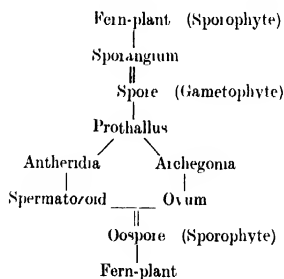 Fern-plant (Sporophyte)
Sporangium
Spore (Gametophyte)
Prothallus
Antheridia Archegonia
Spermatozoid Ovum
Oospore (Sporophyte)
Fern-plant